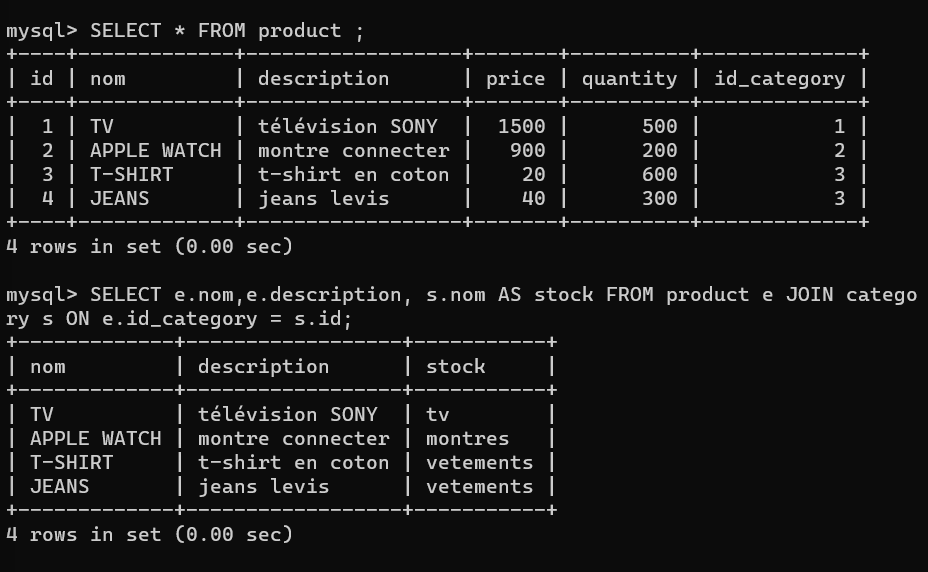 mysql> SELECT * FROM product ;
+----+-------------+------------------+-------+----------+-------------+
| id | nom         | description      | price | quantity | id_category |
+----+-------------+------------------+-------+----------+-------------+
|  1 | TV          | télévision SONY  |  1500 |      500 |           1 |
|  2 | APPLE WATCH | montre connecter |   900 |      200 |           2 |
|  3 | T-SHIRT     | t-shirt en coton |    20 |      600 |           3 |
|  4 | JEANS       | jeans levis      |    40 |      300 |           3 |
+----+-------------+------------------+-------+----------+-------------+
4 rows in set (0.00 sec)

mysql> SELECT e.nom,e.description, s.nom AS stock FROM product e JOIN catego
ry s ON e.id_category = s.id;
+-------------+------------------+-----------+
| nom         | description      | stock     |
+-------------+------------------+-----------+
| TV          | télévision SONY  | tv        |
| APPLE WATCH | montre connecter | montres   |
| T-SHIRT     | t-shirt en coton | vetements |
| JEANS       | jeans levis      | vetements |
+-------------+------------------+-----------+
4 rows in set (0.00 sec)